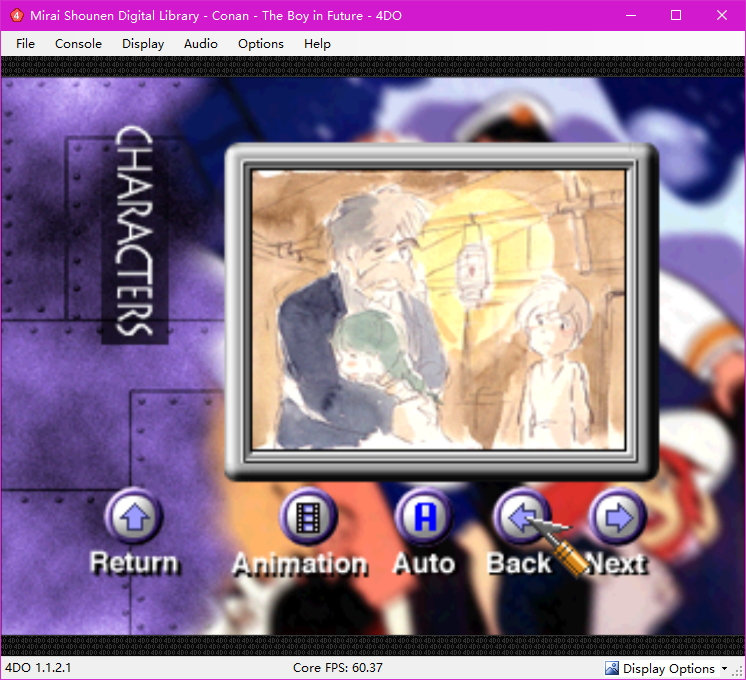 Mirai Shounen Digital Library - Conan - The Boy in Future - 4DO
File Console Display Audio Options Help
CHARACTERS
Return Animation Auto Back Next
4DO 1.1.2.1 Core FPS: 60.37 Display Options